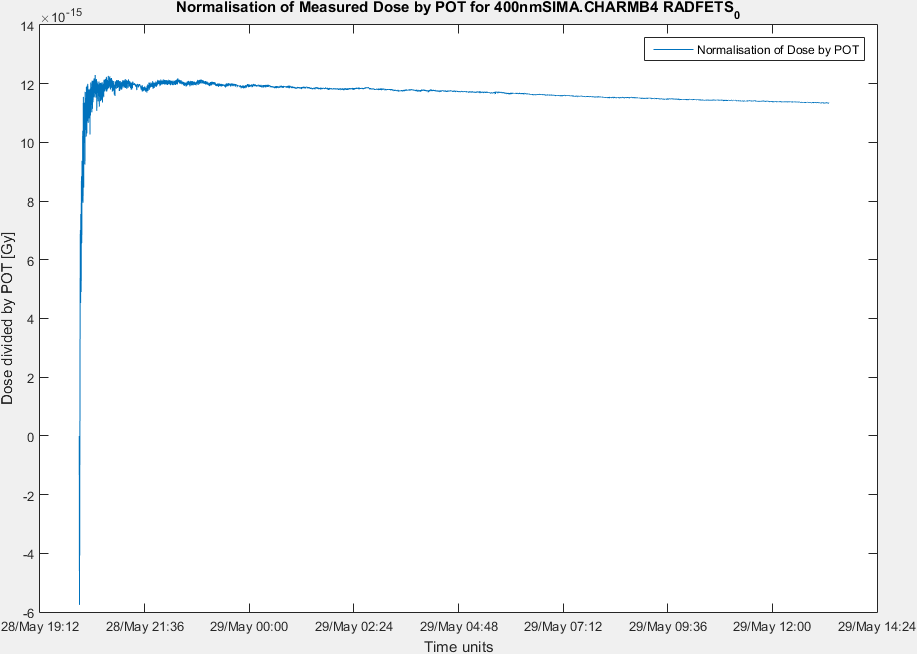 Normalisation of Measured Dose by POT for 400nmSIMA.CHARMB4 RADFETS0
×10-15
Normalisation of Dose by POT
14
12
10
8
6
4
2
0
-2
-4
-6
Dose divided by POT [Gy]
28/May 19:12 28/May 21:36 29/May 00:00 29/May 02:24 29/May 04:48 29/May 07:12 29/May 09:36 29/May 12:00 29/May 14:24
Time units